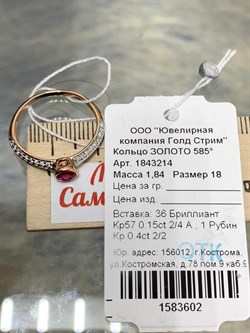 ООО "Ювелирная
компания Голд Стрим"
Кольцо ЗОЛОТО 585°
Арт. 1843214
Масса 1,84 Размер 18
Цена за гр.
Цена изд.
Вставка: 36 Бриллиант
Кр57 0.15ct 2/4 А , 1 Рубин
Кр 0.4ct 2/2
ОТК
Юр. адрес: 156012, г. Кострома,
ул.Костромская, д 78 пом.9 каб.9
1583602
Сам